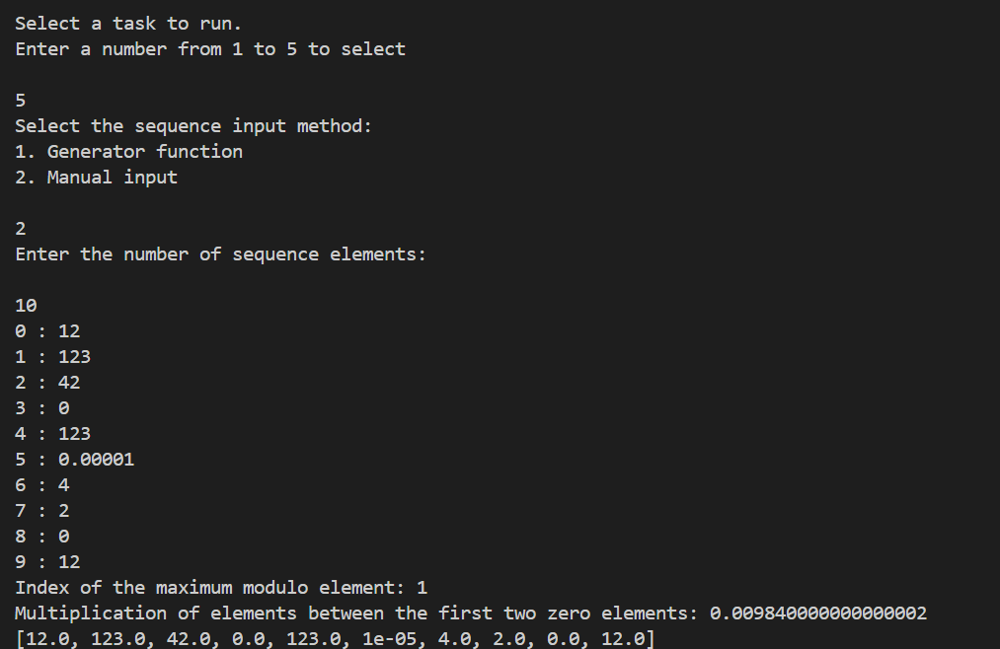 Select a task to run.
Enter a number from 1 to 5 to select
5
Select the sequence input method:
1. Generator function
2. Manual input
2
Enter the number of sequence elements:
10
0 : 12
1 : 123
2 : 42
3 : 0
4 : 123
5 : 0.00001
6 : 4
7 : 2
8 : 0
9 : 12
Index of the maximum modulo element: 1
Multiplication of elements between the first two zero elements: 0.009840000000000002
[12.0, 123.0, 42.0, 0.0, 123.0, 1e-05, 4.0, 2.0, 0.0, 12.0]